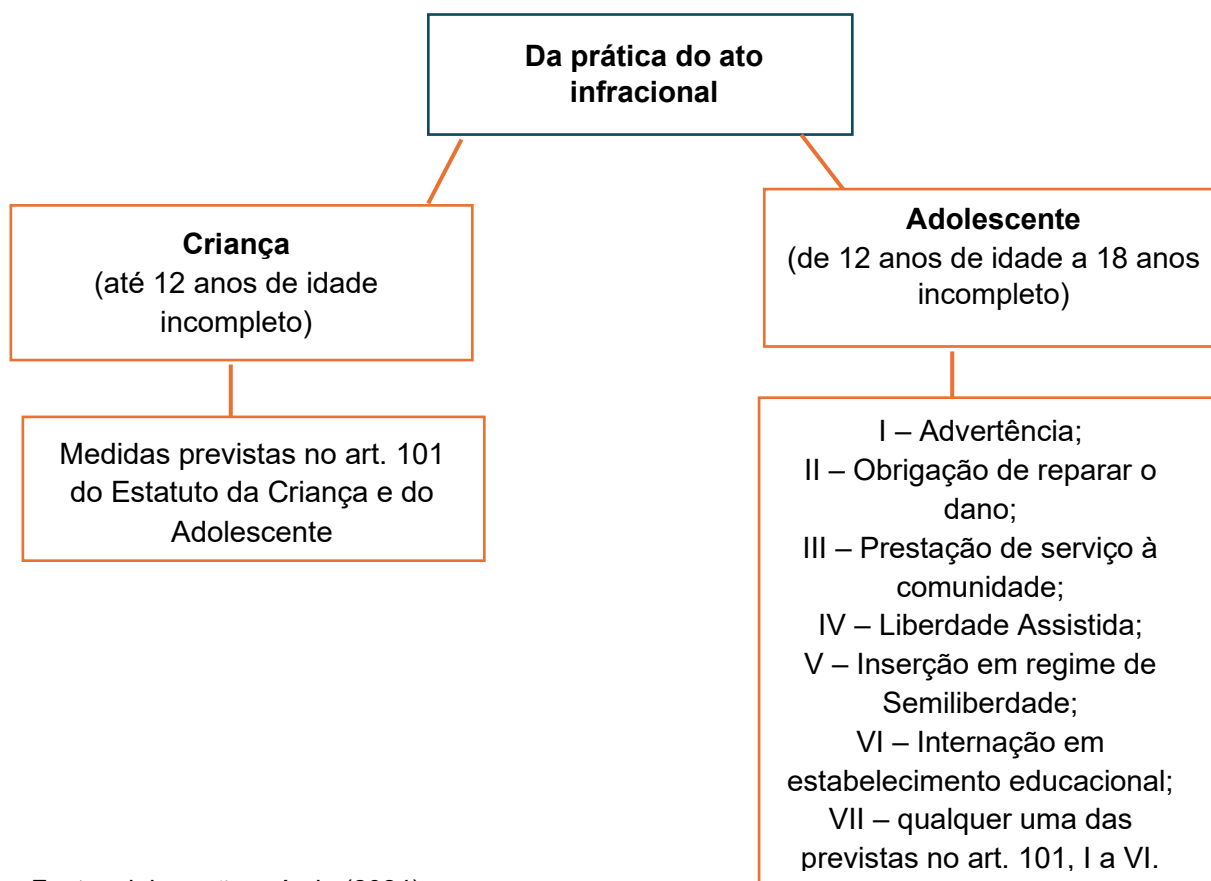 Da prática do ato
infracional
Criança
(até 12 anos de idade
incompleto)
Medidas previstas no art. 101
do Estatuto da Criança e do
Adolescente
Adolescente
(de 12 anos de idade a 18 anos
incompleto)
I – Advertência;
II – Obrigação de reparar o
dano;
III – Prestação de serviço à
comunidade;
IV – Liberdade Assistida;
V – Inserção em regime de
Semiliberdade;
VI – Internação em
estabelecimento educacional;
VII – qualquer uma das
previstas no art. 101, I a VI.